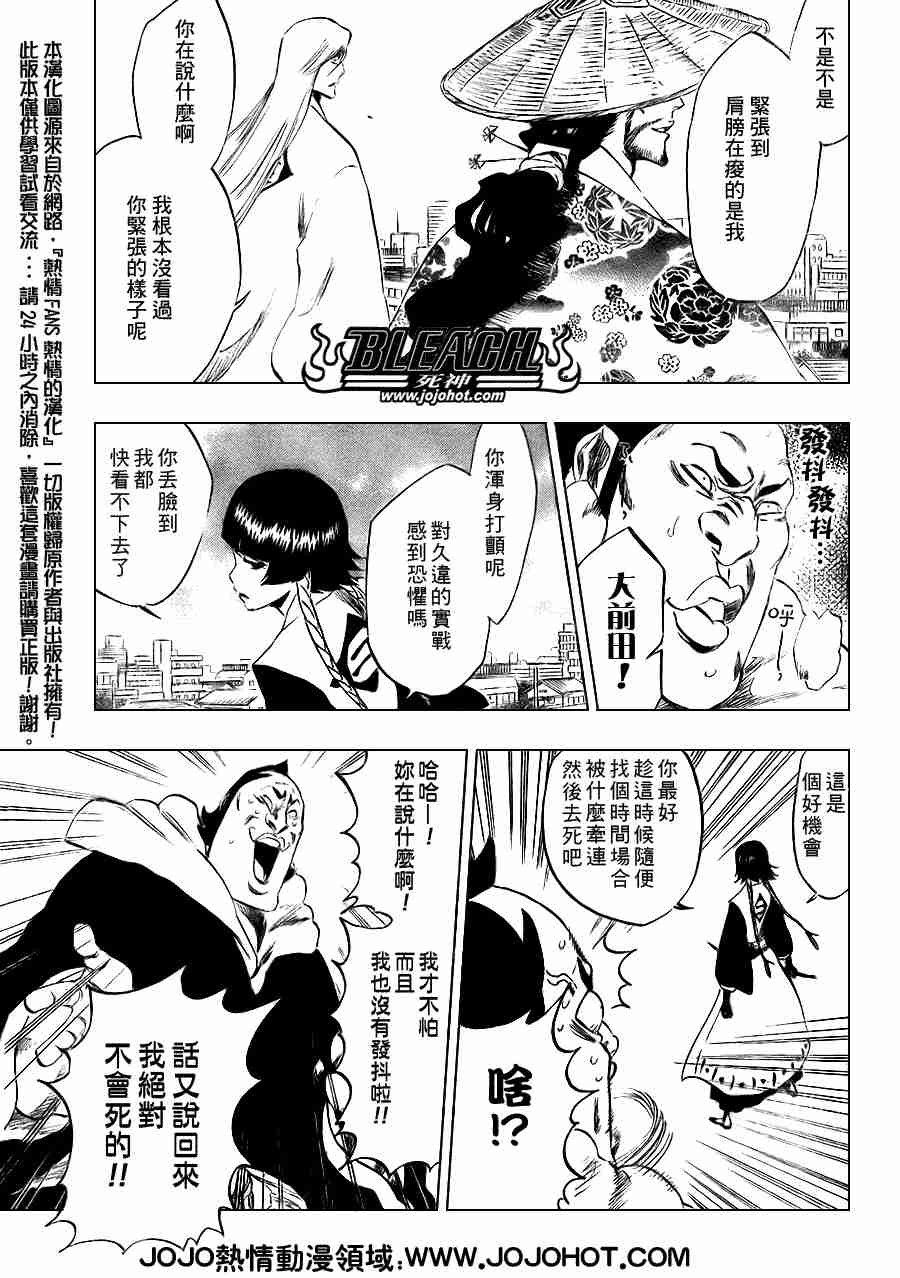 不是不是
緊張到
肩膀在痠的是我
你在說什麼啊
我根本沒看過
你緊張的樣子呢
BLEACH
死神
www.jojohot.com
發抖發抖…
呼
大前田！
你渾身打顫呢
對久違的實戰
感到恐懼嗎
你丟臉到
我都
快看不下去了
這是
個好機會
你最好
趁這時候隨便
找個時間場合
被什麼牽連
然後去死吧
啥!?
哈哈—！
妳在說什麼啊！
我才不怕
而且
我也沒有發抖啦!!
話又說回來
我絕對
不會死的!!
本漢化圖源來自於網路．『熱情FANS熱情的漢化』一切版權歸原作者與出版社擁有！
此版本僅供學習試看交流…請24小時之內消除．喜歡這套漫畫請購買正版！謝謝。
JOJO熱情動漫領域:WWW.JOJOHOT.COM